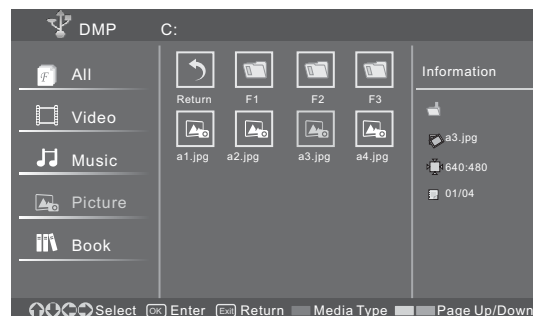 DMP C:
All
Video
Music
Picture
Book
Return F1 F2 F3
a1.jpg a2.jpg a3.jpg a4.jpg
Information
a3.jpg
640:480
01/04
Select OK Enter Exit Return Media Type Page Up/Down